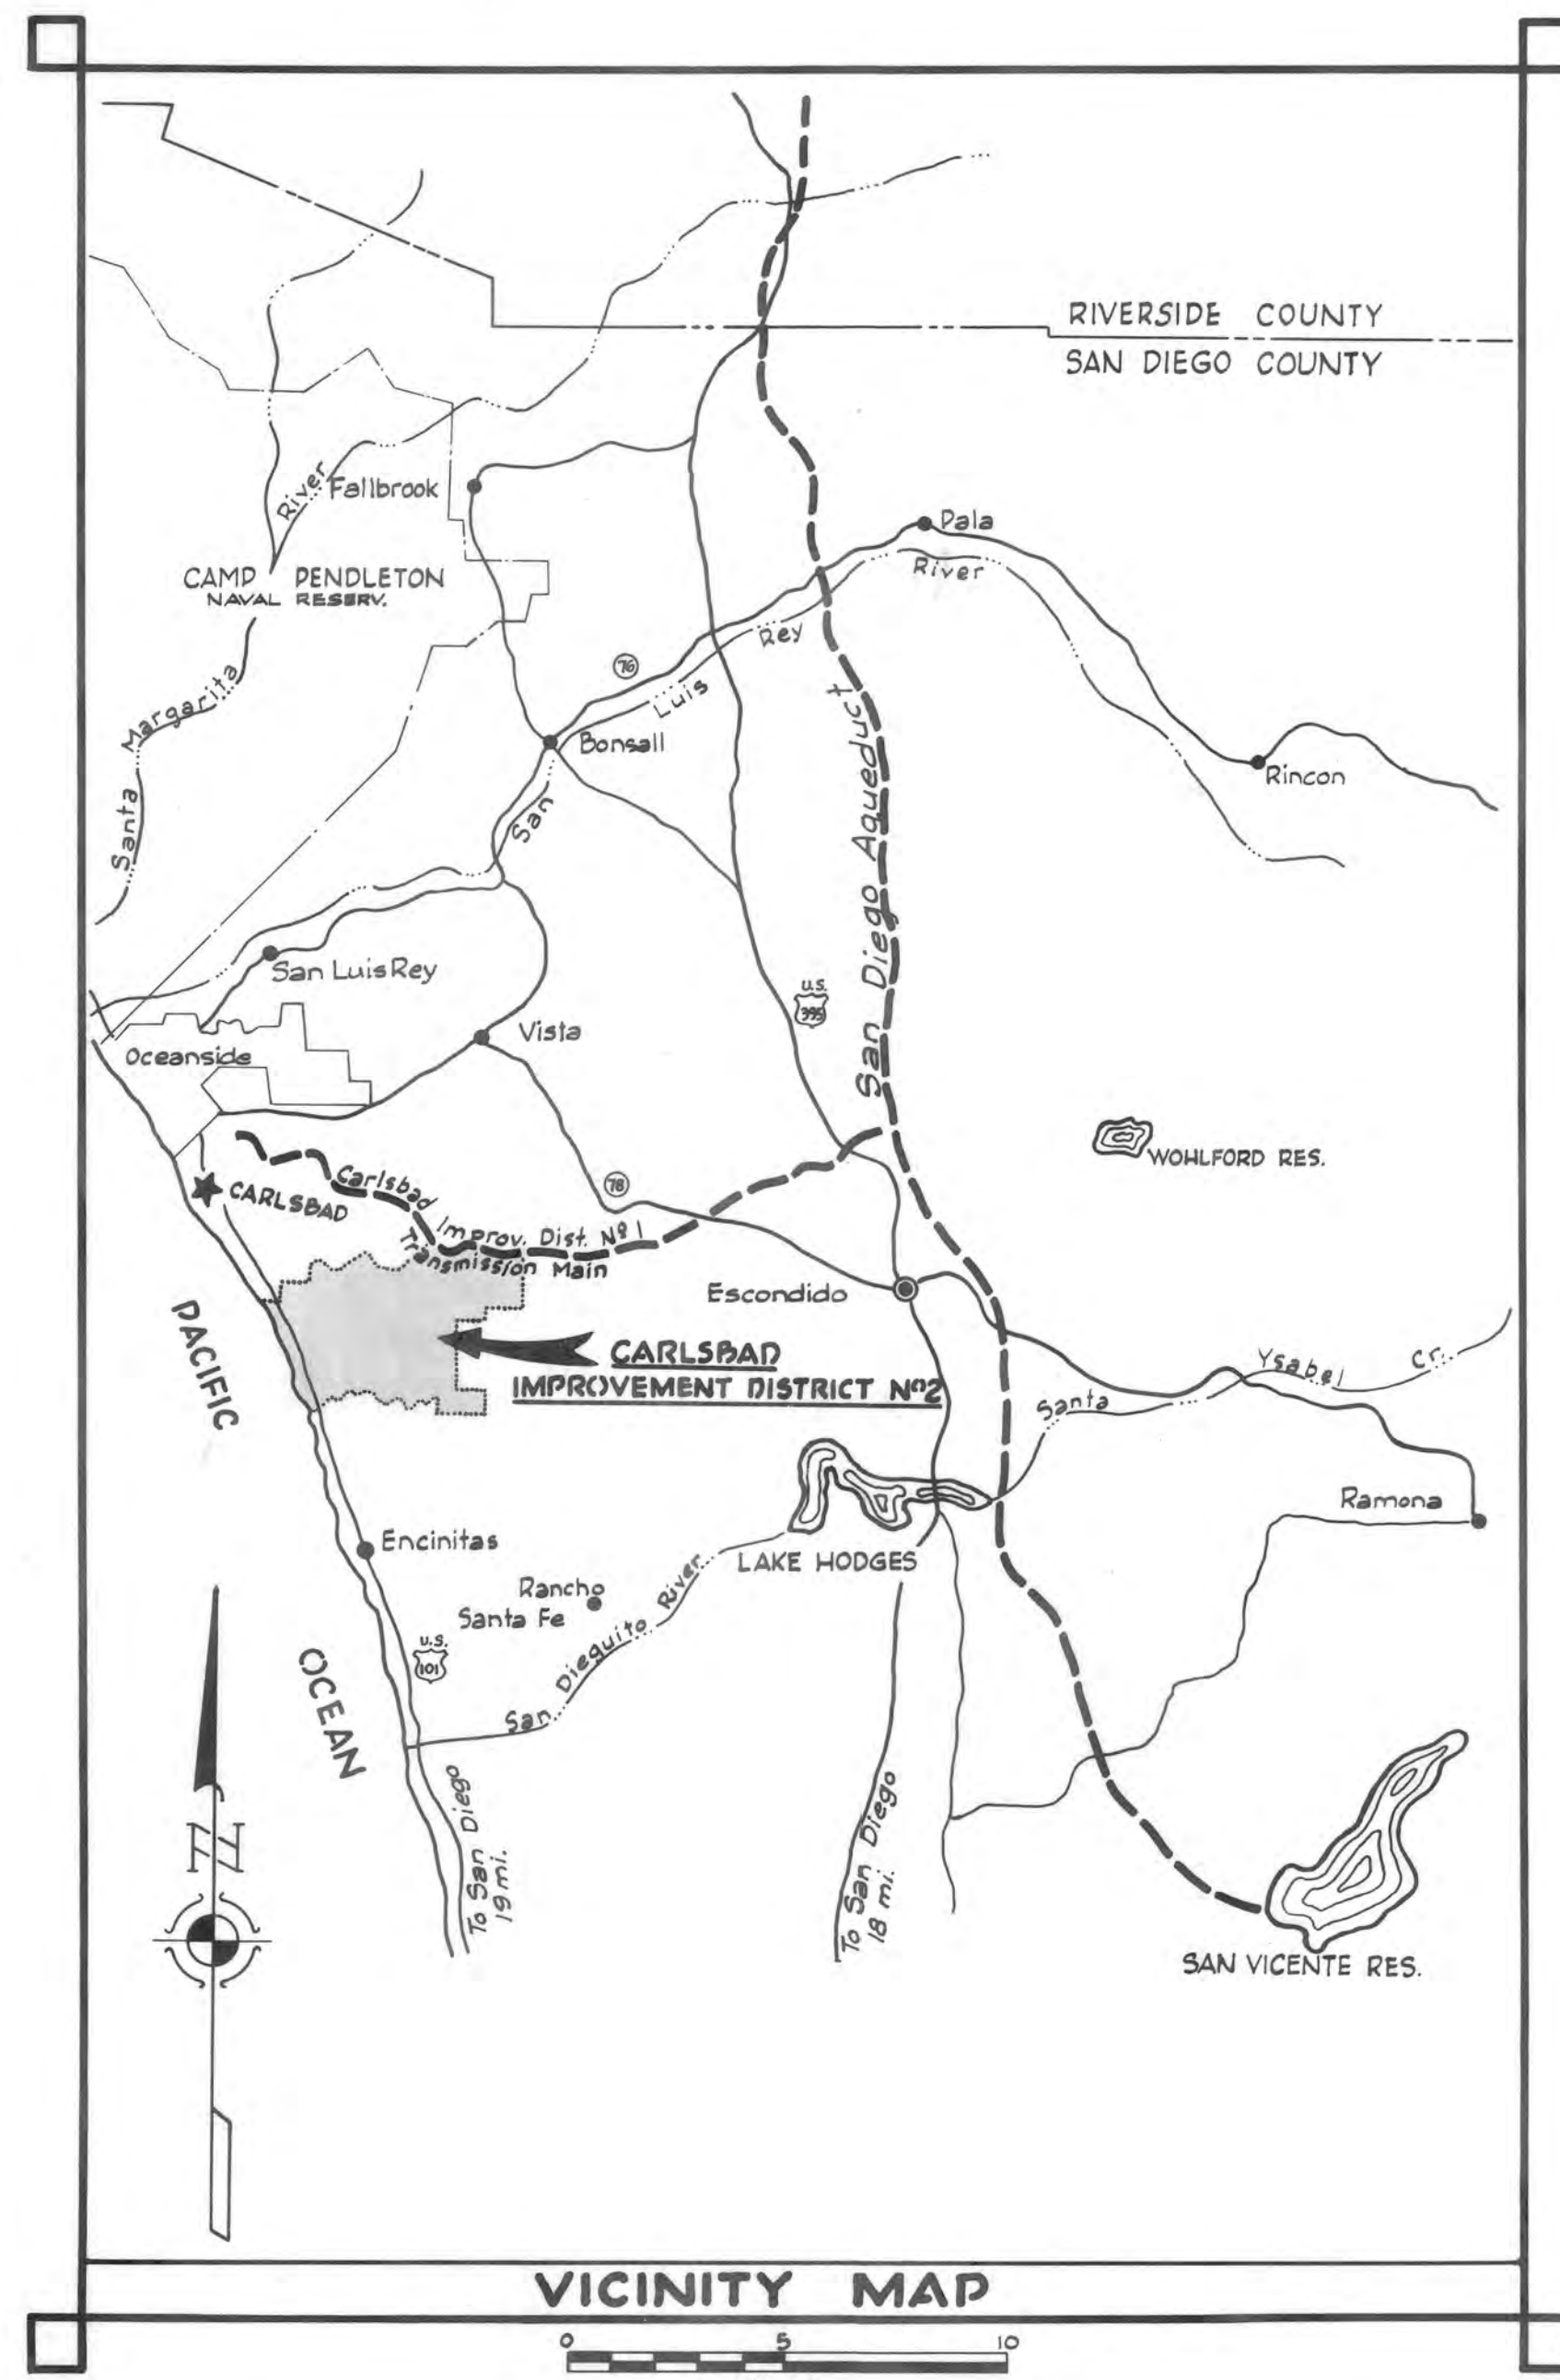 RIVERSIDE COUNTY
SAN DIEGO COUNTY
River
Fallbrook
Pala
River
CAMP PENDLETON
NAVAL RESERV.
Rey
76
Luis
Santa Margarita
Bonsall
Rincon
San
San Diego Aqueduct
San Luis Rey
U.S.
395
Vista
Oceanside
WOHLFORD RES.
CARLSBAD
78
Carlsbad Improv. Dist. Nº 1
Transmission Main
Escondido
PACIFIC
CARLSBAD
IMPROVEMENT DISTRICT Nº2
Santa Ysabel Cr.
Ramona
Encinitas
LAKE HODGES
Rancho
Santa Fe
San Dieguito River
U.S.
101
OCEAN
To San Diego
19 mi.
To San Diego
18 mi.
N
SAN VICENTE RES.
VICINITY MAP
0 5 10